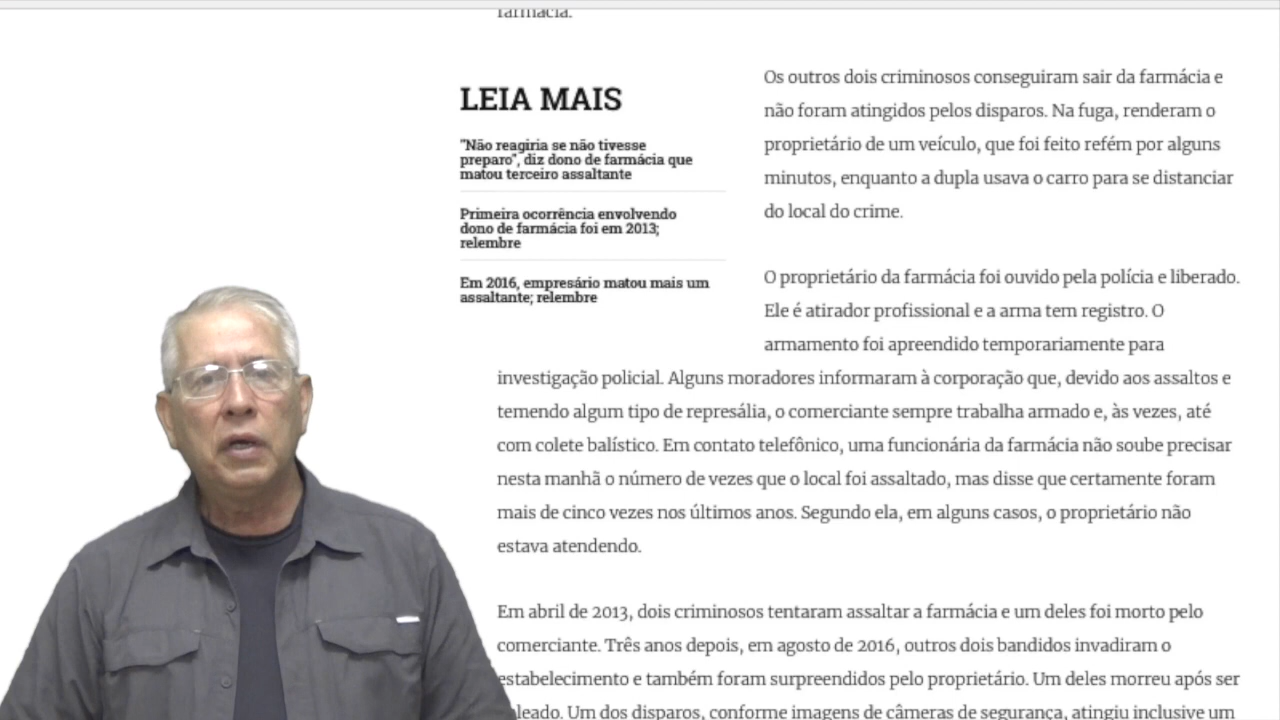 farmácia.
LEIA MAIS
"Não reagiria se não tivesse
preparo", diz dono de farmácia que
matou terceiro assaltante
Primeira ocorrência envolvendo
dono de farmácia foi em 2013;
relembre
Em 2016, empresário matou mais um
assaltante; relembre
Os outros dois criminosos conseguiram sair da farmácia e
não foram atingidos pelos disparos. Na fuga, renderam o
proprietário de um veículo, que foi feito refém por alguns
minutos, enquanto a dupla usava o carro para se distanciar
do local do crime.
O proprietário da farmácia foi ouvido pela polícia e liberado.
Ele é atirador profissional e a arma tem registro. O
armamento foi apreendido temporariamente para
investigação policial. Alguns moradores informaram à corporação que, devido aos assaltos e
temendo algum tipo de represália, o comerciante sempre trabalha armado e, às vezes, até
com colete balístico. Em contato telefônico, uma funcionária da farmácia não soube precisar
nesta manhã o número de vezes que o local foi assaltado, mas disse que certamente foram
mais de cinco vezes nos últimos anos. Segundo ela, em alguns casos, o proprietário não
estava atendendo.
Em abril de 2013, dois criminosos tentaram assaltar a farmácia e um deles foi morto pelo
comerciante. Três anos depois, em agosto de 2016, outros dois bandidos invadiram o
estabelecimento e também foram surpreendidos pelo proprietário. Um deles morreu após ser
baleado. Um dos disparos, conforme imagens de câmeras de segurança, atingiu inclusive um